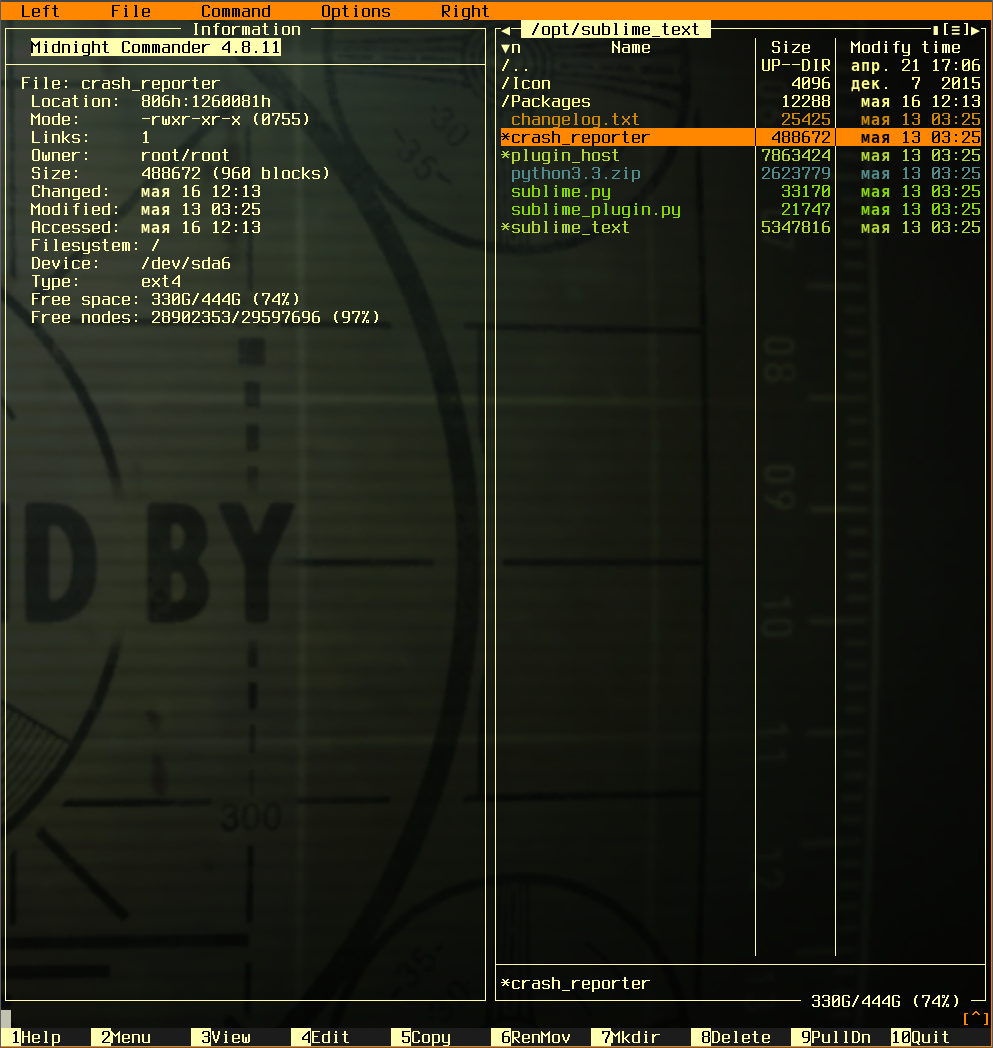 Left File Command Options Right
Information
Midnight Commander 4.8.11
File: crash_reporter
Location: 806h:1260081h
Mode: -rwxr-xr-x (0755)
Links: 1
Owner: root/root
Size: 488672 (960 blocks)
Changed: мая 16 12:13
Modified: мая 13 03:25
Accessed: мая 16 12:13
Filesystem: /
Device: /dev/sda6
Type: ext4
Free space: 330G/444G (74%)
Free nodes: 28902353/29597696 (97%)
◀ /opt/sublime_text ▮[≡]▶
▼n Name Size Modify time
/.. UP--DIR апр. 21 17:06
/Icon 4096 дек. 7 2015
/Packages 12288 мая 16 12:13
changelog.txt 25425 мая 13 03:25
*crash_reporter 488672 мая 13 03:25
*plugin_host 7863424 мая 13 03:25
python3.3.zip 2623779 мая 13 03:25
sublime.py 33170 мая 13 03:25
sublime_plugin.py 21747 мая 13 03:25
*sublime_text 5347816 мая 13 03:25
08
09
10
11
12
D BY
300
35-
*crash_reporter
330G/444G (74%)
[^]
1Help 2Menu 3View 4Edit 5Copy 6RenMov 7Mkdir 8Delete 9PullDn 10Quit